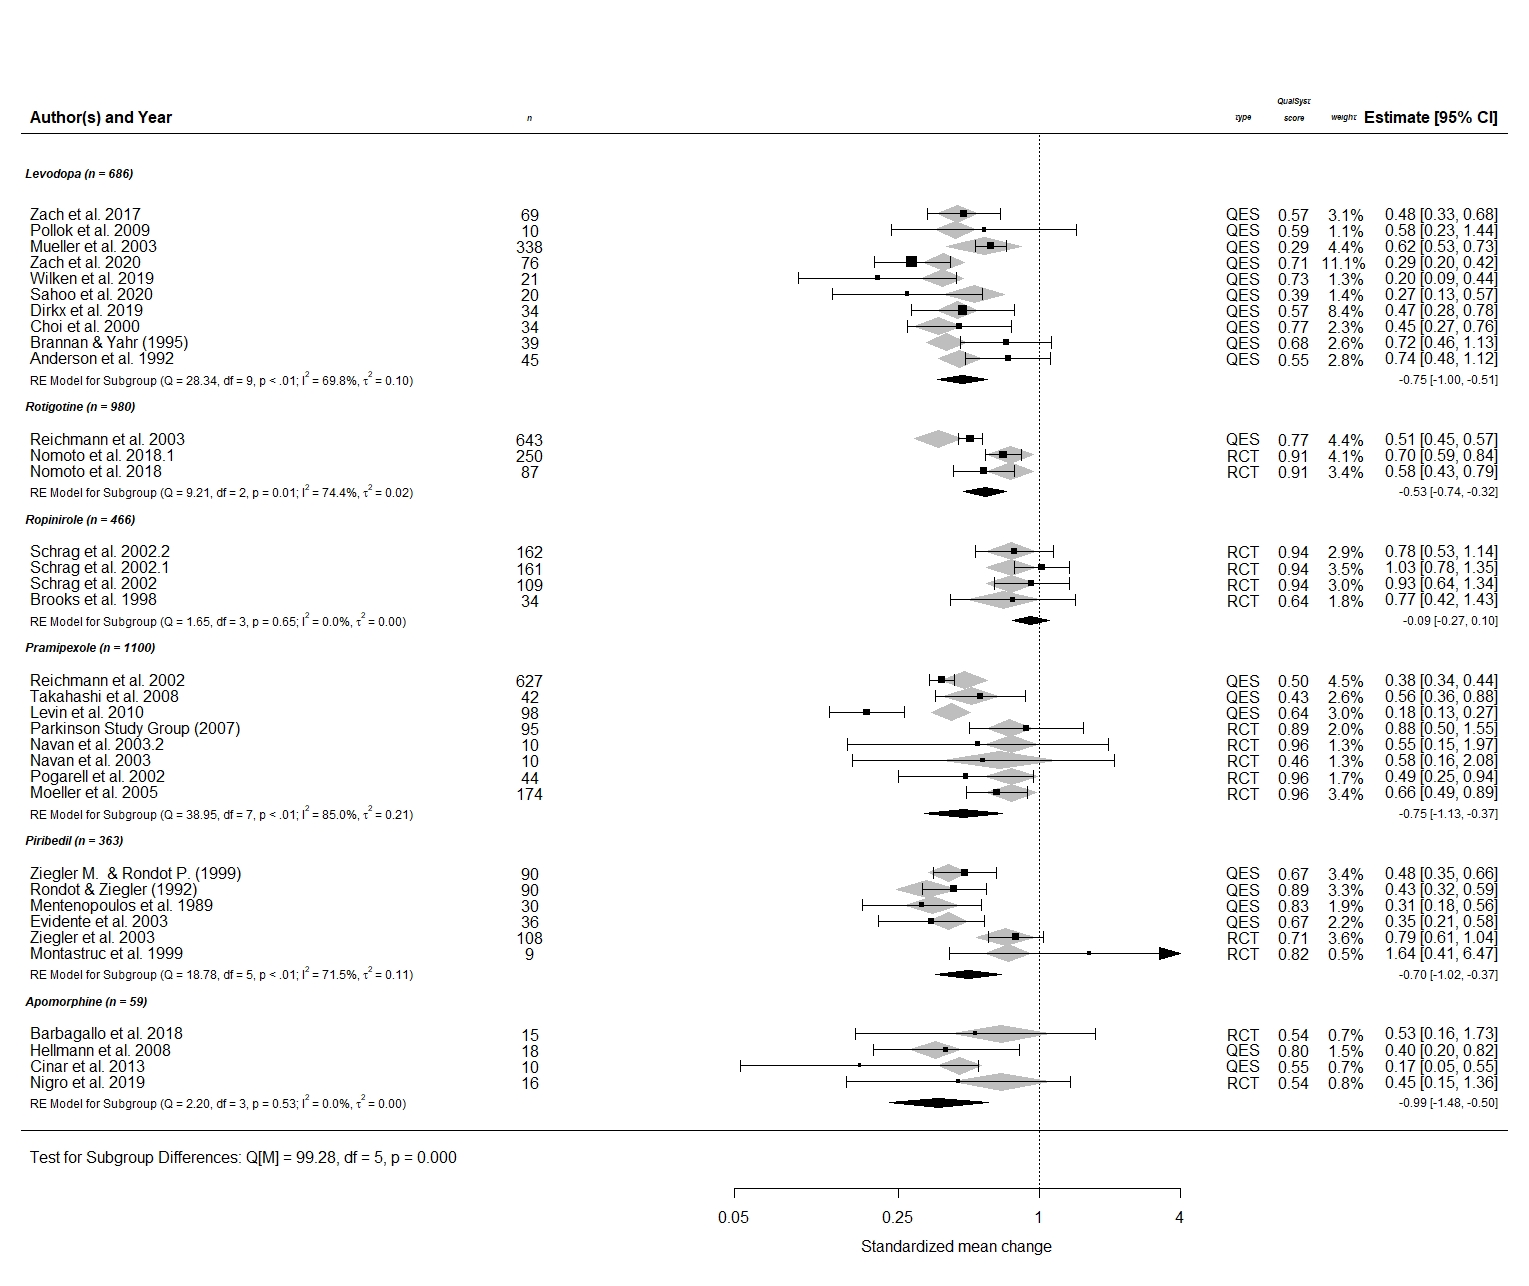 QualSyst
Author(s) and Year n type score weight Estimate [95% CI]
Levodopa (n = 686)
Zach et al. 2017 69 QES 0.57 3.1% 0.48 [0.33, 0.68]
Pollok et al. 2009 10 QES 0.59 1.1% 0.58 [0.23, 1.44]
Mueller et al. 2003 338 QES 0.29 4.4% 0.62 [0.53, 0.73]
Zach et al. 2020 76 QES 0.71 11.1% 0.29 [0.20, 0.42]
Wilken et al. 2019 21 QES 0.73 1.3% 0.20 [0.09, 0.44]
Sahoo et al. 2020 20 QES 0.39 1.4% 0.27 [0.13, 0.57]
Dirkx et al. 2019 34 QES 0.57 8.4% 0.47 [0.28, 0.78]
Choi et al. 2000 34 QES 0.77 2.3% 0.45 [0.27, 0.76]
Brannan & Yahr (1995) 39 QES 0.68 2.6% 0.72 [0.46, 1.13]
Anderson et al. 1992 45 QES 0.55 2.8% 0.74 [0.48, 1.12]
RE Model for Subgroup (Q = 28.34, df = 9, p < .01; I² = 69.8%, τ² = 0.10) -0.75 [-1.00, -0.51]
Rotigotine (n = 980)
Reichmann et al. 2003 643 QES 0.77 4.4% 0.51 [0.45, 0.57]
Nomoto et al. 2018.1 250 RCT 0.91 4.1% 0.70 [0.59, 0.84]
Nomoto et al. 2018 87 RCT 0.91 3.4% 0.58 [0.43, 0.79]
RE Model for Subgroup (Q = 9.21, df = 2, p = 0.01; I² = 74.4%, τ² = 0.02) -0.53 [-0.74, -0.32]
Ropinirole (n = 466)
Schrag et al. 2002.2 162 RCT 0.94 2.9% 0.78 [0.53, 1.14]
Schrag et al. 2002.1 161 RCT 0.94 3.5% 1.03 [0.78, 1.35]
Schrag et al. 2002 109 RCT 0.94 3.0% 0.93 [0.64, 1.34]
Brooks et al. 1998 34 RCT 0.64 1.8% 0.77 [0.42, 1.43]
RE Model for Subgroup (Q = 1.65, df = 3, p = 0.65; I² = 0.0%, τ² = 0.00) -0.09 [-0.27, 0.10]
Pramipexole (n = 1100)
Reichmann et al. 2002 627 QES 0.50 4.5% 0.38 [0.34, 0.44]
Takahashi et al. 2008 42 QES 0.43 2.6% 0.56 [0.36, 0.88]
Levin et al. 2010 98 QES 0.64 3.0% 0.18 [0.13, 0.27]
Parkinson Study Group (2007) 95 RCT 0.89 2.0% 0.88 [0.50, 1.55]
Navan et al. 2003.2 10 RCT 0.96 1.3% 0.55 [0.15, 1.97]
Navan et al. 2003 10 RCT 0.46 1.3% 0.58 [0.16, 2.08]
Pogarell et al. 2002 44 RCT 0.96 1.7% 0.49 [0.25, 0.94]
Moeller et al. 2005 174 RCT 0.96 3.4% 0.66 [0.49, 0.89]
RE Model for Subgroup (Q = 38.95, df = 7, p < .01; I² = 85.0%, τ² = 0.21) -0.75 [-1.13, -0.37]
Piribedil (n = 363)
Ziegler M. & Rondot P. (1999) 90 QES 0.67 3.4% 0.48 [0.35, 0.66]
Rondot & Ziegler (1992) 90 QES 0.89 3.3% 0.43 [0.32, 0.59]
Mentenopoulos et al. 1989 30 QES 0.83 1.9% 0.31 [0.18, 0.56]
Evidente et al. 2003 36 QES 0.67 2.2% 0.35 [0.21, 0.58]
Ziegler et al. 2003 108 RCT 0.71 3.6% 0.79 [0.61, 1.04]
Montastruc et al. 1999 9 RCT 0.82 0.5% 1.64 [0.41, 6.47]
RE Model for Subgroup (Q = 18.78, df = 5, p < .01; I² = 71.5%, τ² = 0.11) -0.70 [-1.02, -0.37]
Apomorphine (n = 59)
Barbagallo et al. 2018 15 RCT 0.54 0.7% 0.53 [0.16, 1.73]
Hellmann et al. 2008 18 QES 0.80 1.5% 0.40 [0.20, 0.82]
Cinar et al. 2013 10 QES 0.55 0.7% 0.17 [0.05, 0.55]
Nigro et al. 2019 16 RCT 0.54 0.8% 0.45 [0.15, 1.36]
RE Model for Subgroup (Q = 2.20, df = 3, p = 0.53; I² = 0.0%, τ² = 0.00) -0.99 [-1.48, -0.50]
Test for Subgroup Differences: Q[M] = 99.28, df = 5, p = 0.000
0.05 0.25 1 4
Standardized mean change